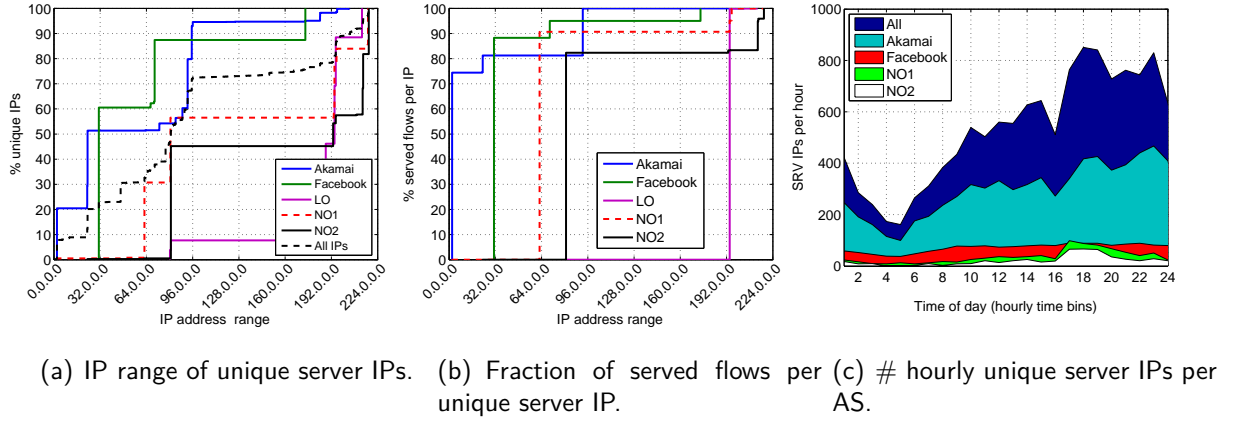 100
90
80
70
60
50
40
30
20
10
0
% unique IPs
0.0.0.0
32.0.0.0
64.0.0.0
96.0.0.0
128.0.0.0
160.0.0.0
192.0.0.0
224.0.0.0
IP address range
Akamai
Facebook
LO
NO1
NO2
All IPs
(a) IP range of unique server IPs.
100
90
80
70
60
50
40
30
20
10
0
% served flows per IP
0.0.0.0
32.0.0.0
64.0.0.0
96.0.0.0
128.0.0.0
160.0.0.0
192.0.0.0
224.0.0.0
IP address range
Akamai
Facebook
LO
NO1
NO2
(b) Fraction of served flows per
unique server IP.
1000
800
600
400
200
0
SRV IPs per hour
2
4
6
8
10
12
14
16
18
20
22
24
Time of day (hourly time bins)
All
Akamai
Facebook
NO1
NO2
(c) # hourly unique server IPs per
AS.